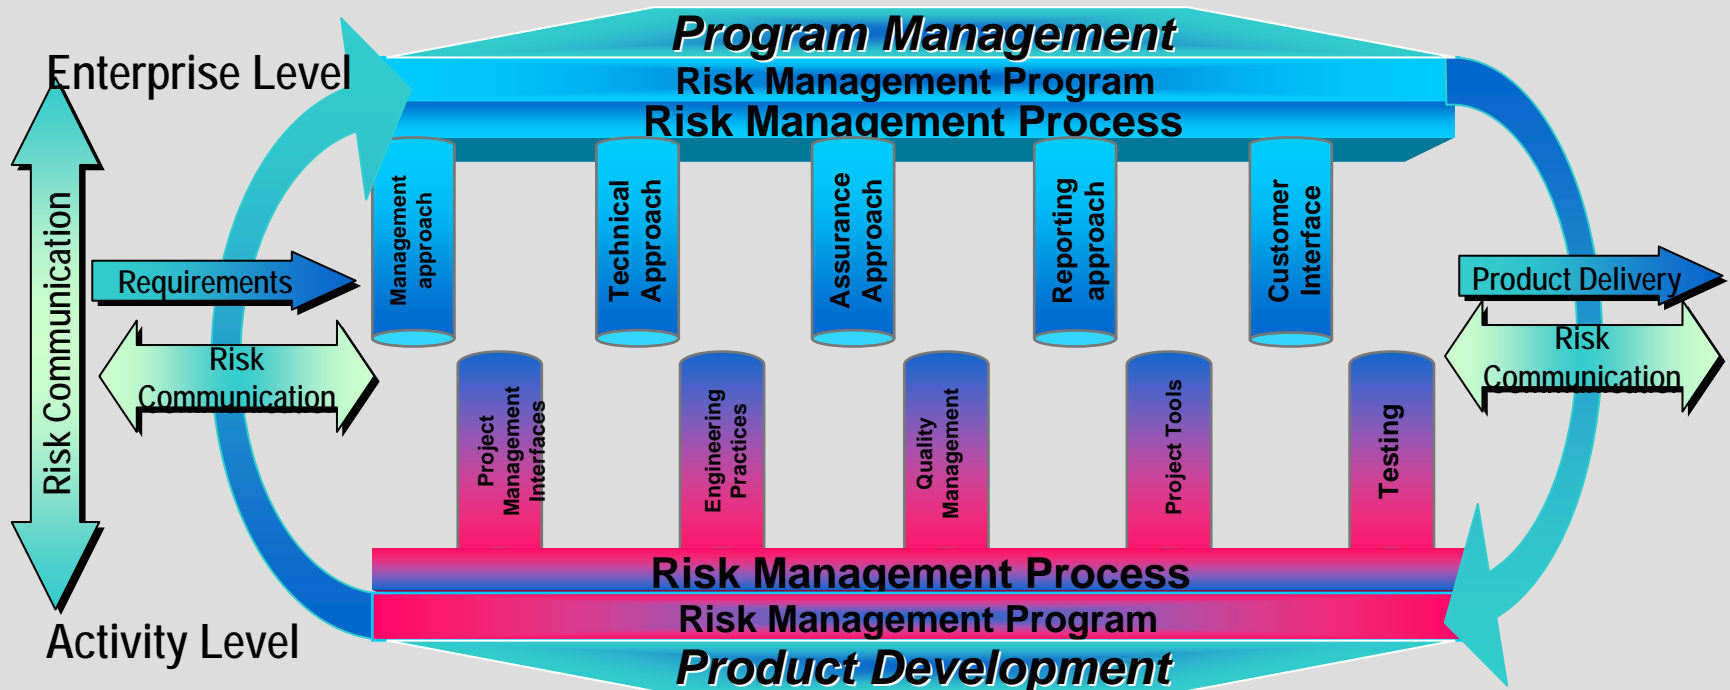 Program Management
Enterprise Level
Risk Management Program
Risk Management Process
Management
approach
Technical
Approach
Assurance
Approach
Reporting
approach
Customer
Interface
Risk Communication
Requirements
Product Delivery
Risk
Communication
Risk
Communication
Project
Management
Interfaces
Engineering
Practices
Quality
Management
Project Tools
Testing
Risk Management Process
Risk Management Program
Activity Level
Product Development